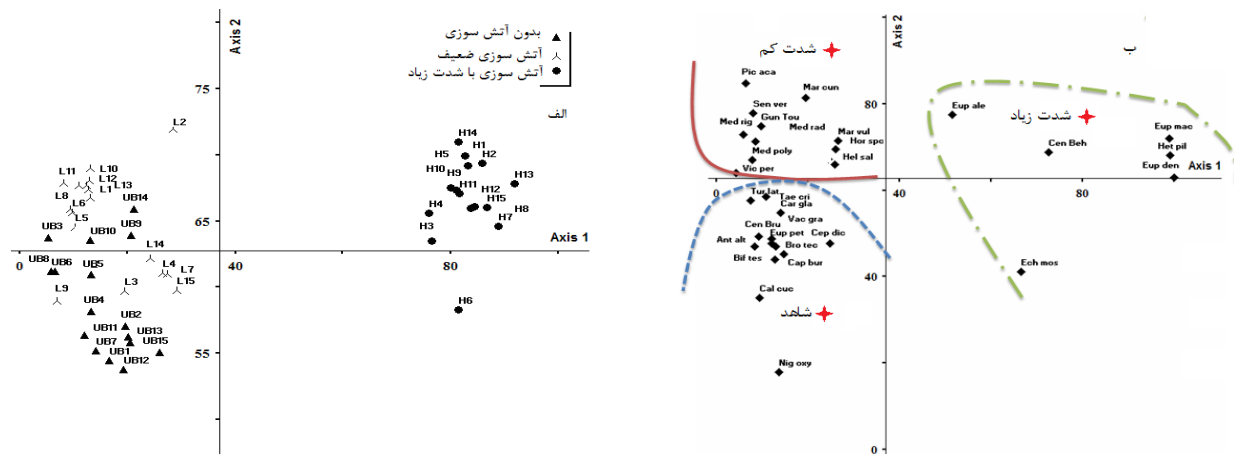 Axis 2
بدون آتش سوزی
آتش سوزی ضعیف
آتش سوزی با شدت زیاد
الف
75
65
55
0
40
80
Axis 1
L2
L10
L11
L12
L13
L1
L8
L6
L5
UB14
UB3
UB10
UB9
L14
UB8
UB6
UB5
L4
L7
L15
L9
L3
UB4
UB2
UB11
UB13
UB7
UB15
UB1
UB12
H14
H5
H2
H10
H9
H13
H11
H12
H15
H4
H3
H7
H8
H6
Axis 2
ب
شدت کم
Pic aca
Mar cun
Sen ver
Gun Tou
Med rig
Med rad
Mar vul
Hor spo
Med poly
Hel sal
Vic per
80
40
0
0
40
80
Axis 1
شدت زیاد
Eup ale
Cen Beh
Eup mac
Het pil
Eup den
Ech mos
Tur lat
Tae cri
Car gla
Vac gra
Cen Bru
Eup pet
Cep dic
Ant alt
Bro tec
Bif tes
Cap bur
Cal cuc
شاهد
Nig oxy